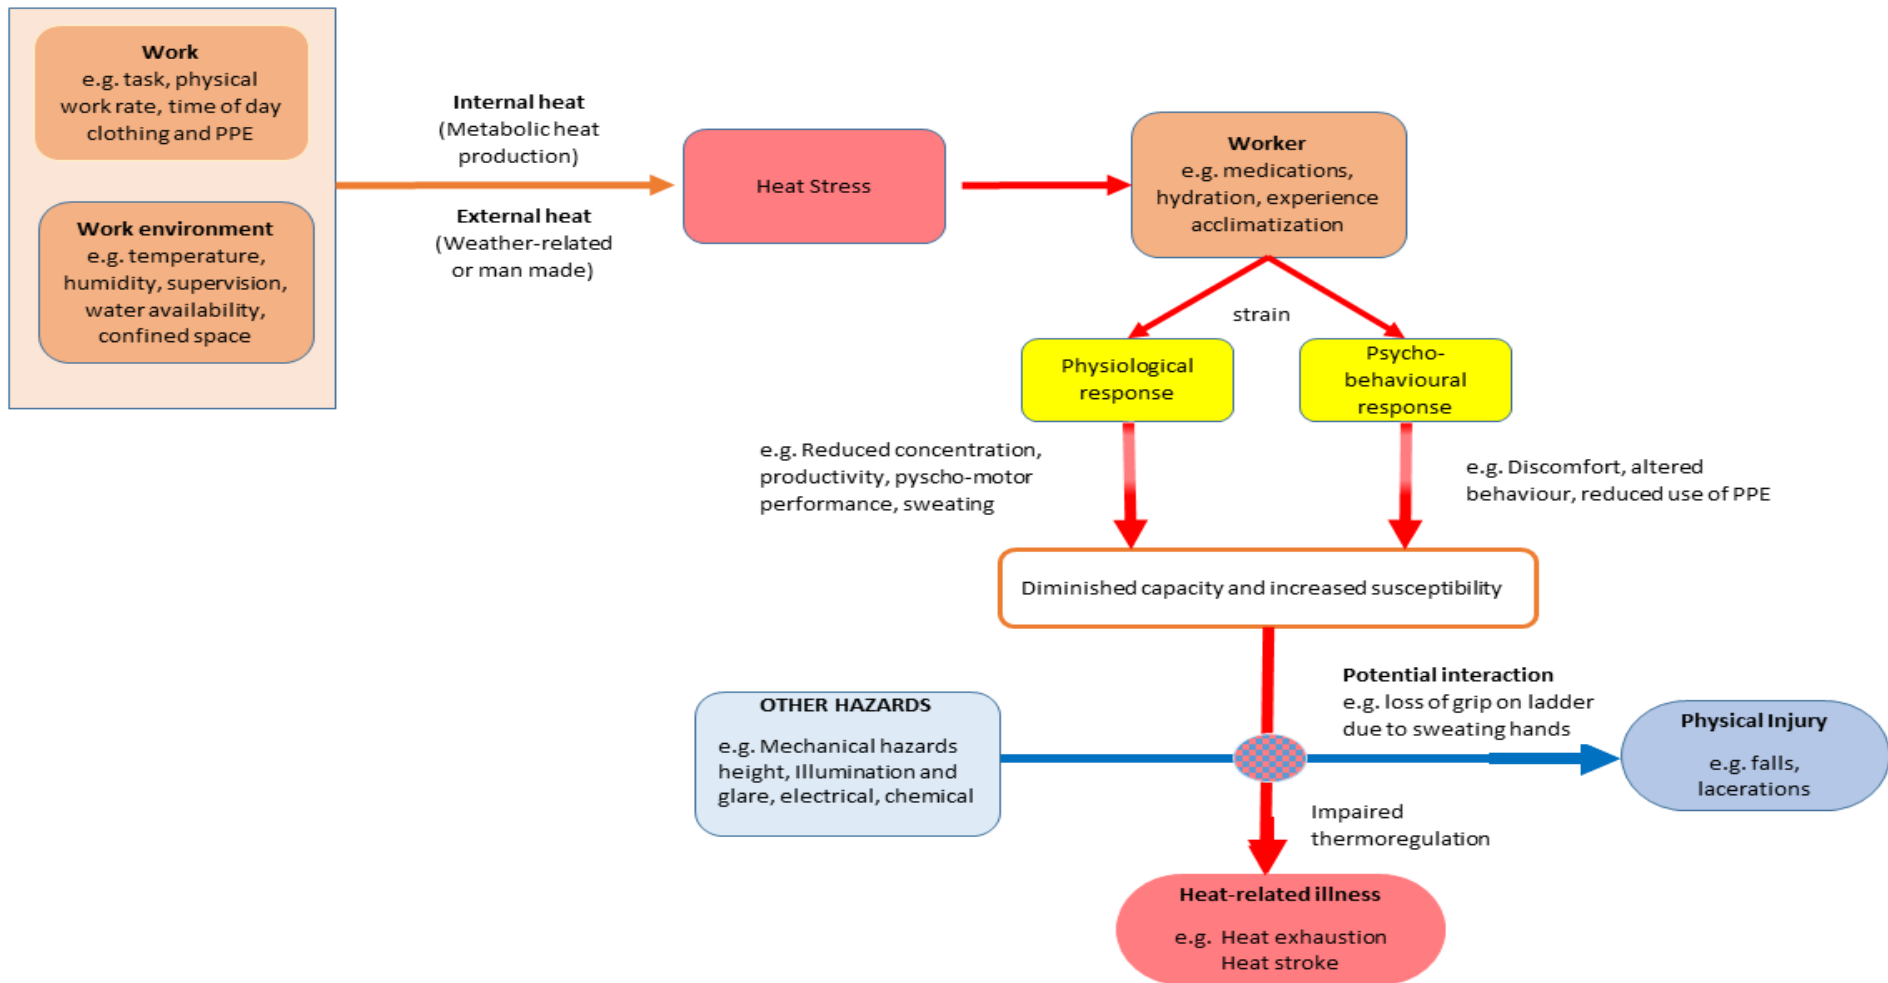 Work
e.g. task, physical
work rate, time of day
clothing and PPE
Work environment
e.g. temperature,
humidity, supervision,
water availability,
confined space
Internal heat
(Metabolic heat
production)
External heat
(Weather-related
or man made)
Heat Stress
Worker
e.g. medications,
hydration, experience
acclimatization
strain
Physiological
response
Psycho-
behavioural
response
e.g. Reduced concentration,
productivity, pyscho-motor
performance, sweating
e.g. Discomfort, altered
behaviour, reduced use of PPE
Diminished capacity and increased susceptibility
OTHER HAZARDS
e.g. Mechanical hazards
height, Illumination and
glare, electrical, chemical
Potential interaction
e.g. loss of grip on ladder
due to sweating hands
Physical Injury
e.g. falls,
lacerations
Impaired
thermoregulation
Heat-related illness
e.g. Heat exhaustion
Heat stroke